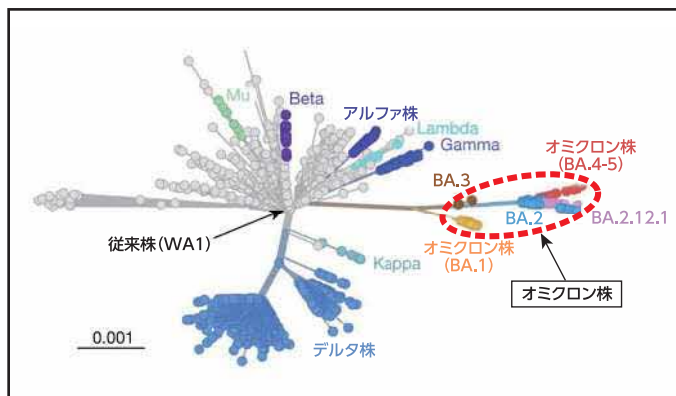 Mu
Beta
アルファ株
Lambda
Gamma
オミクロン株
(BA.4-5)
BA.3
BA.2
BA.2.12.1
従来株(WA1)
オミクロン株
(BA.1)
Kappa
オミクロン株
0.001
デルタ株